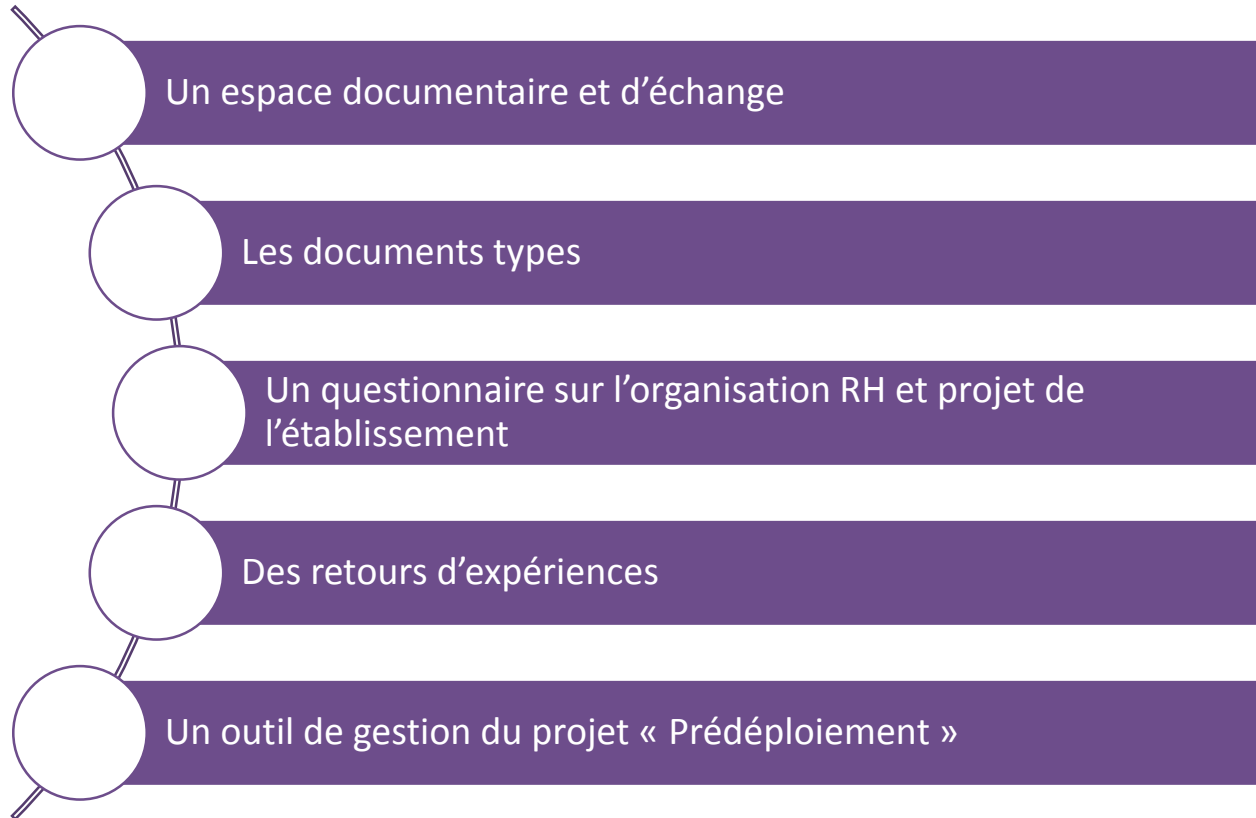 Un espace documentaire et d’échange
Les documents types
Un questionnaire sur l’organisation RH et projet de
l’établissement
Des retours d’expériences
Un outil de gestion du projet « Prédéploiement »